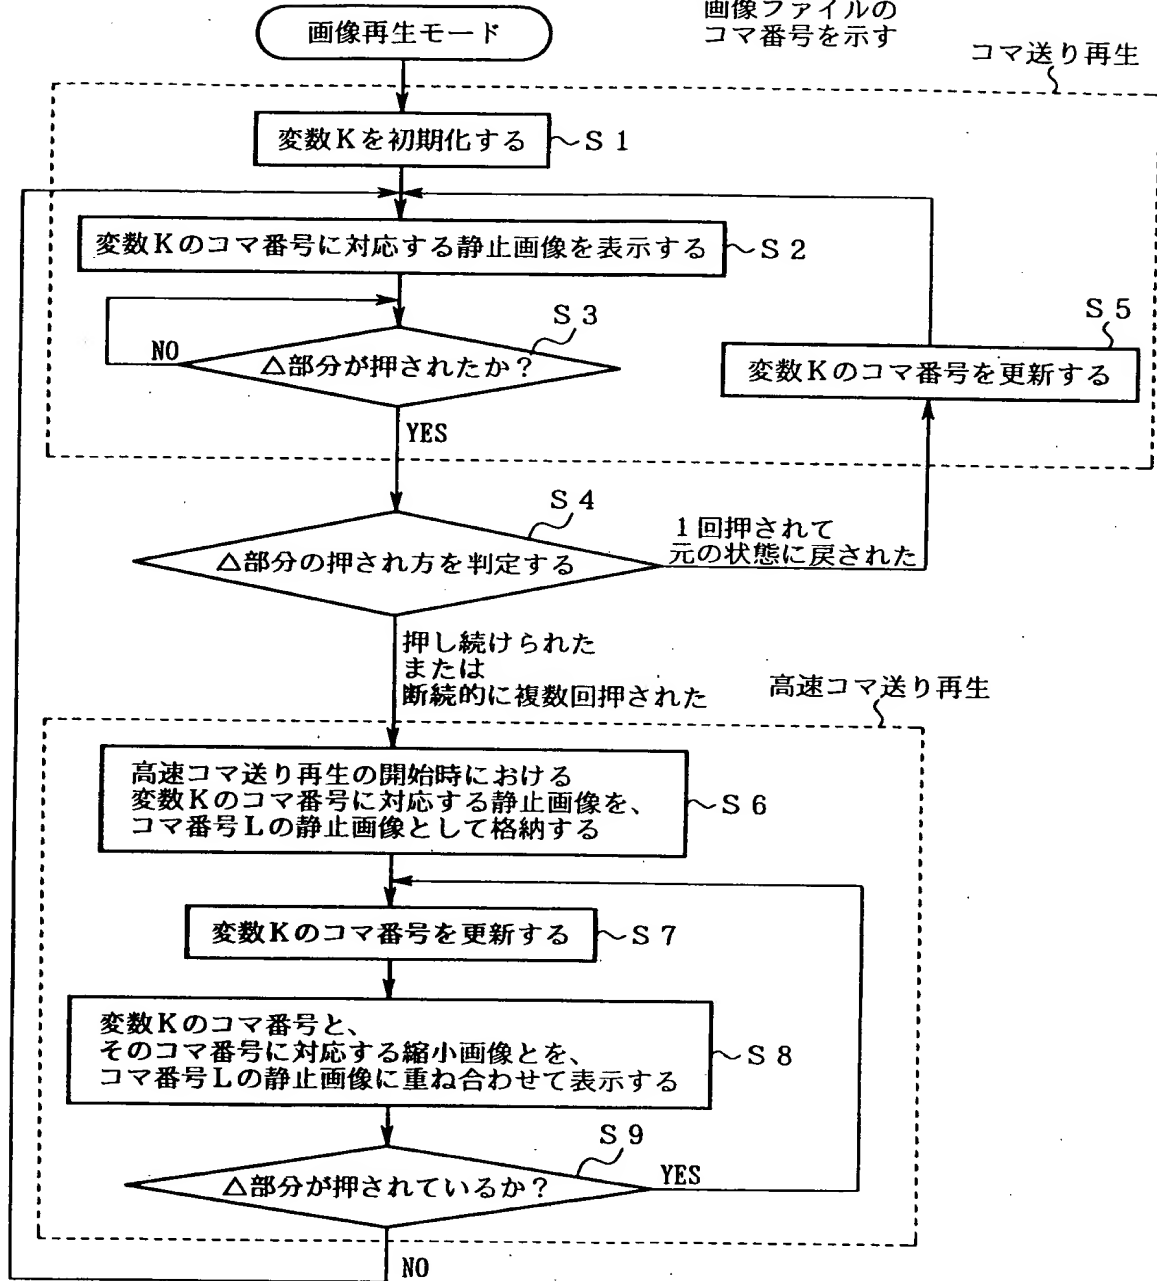 画像ファイルの
コマ番号を示す
画像再生モード
コマ送り再生
変数Kを初期化する
S1
変数Kのコマ番号に対応する静止画像を表示する
S2
S3
NO
△部分が押されたか？
S5
変数Kのコマ番号を更新する
YES
S4
△部分の押され方を判定する
1回押されて
元の状態に戻された
押し続けられた
または
断続的に複数回押された
高速コマ送り再生
高速コマ送り再生の開始時における
変数Kのコマ番号に対応する静止画像を、
コマ番号Lの静止画像として格納する
S6
変数Kのコマ番号を更新する
S7
変数Kのコマ番号と、
そのコマ番号に対応する縮小画像とを、
コマ番号Lの静止画像に重ね合わせて表示する
S8
S9
△部分が押されているか？
YES
NO